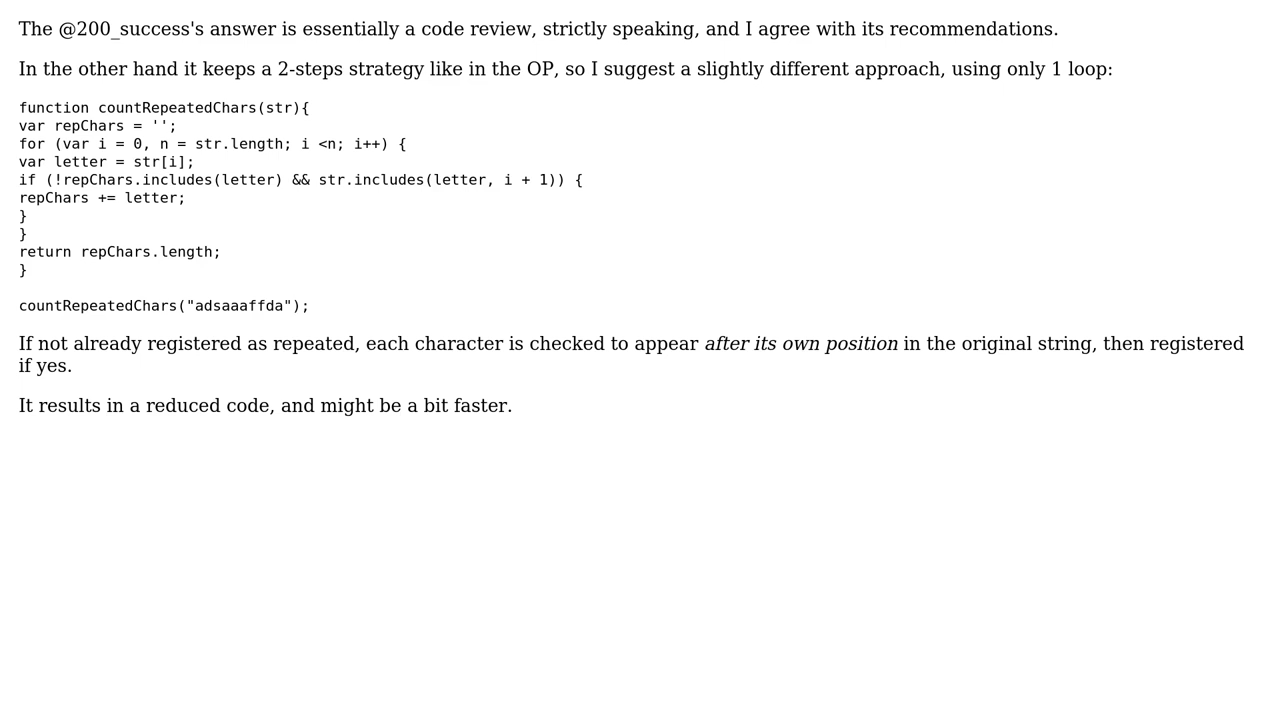 The @200_success's answer is essentially a code review, strictly speaking, and I agree with its recommendations.
In the other hand it keeps a 2-steps strategy like in the OP, so I suggest a slightly different approach, using only 1 loop:
function countRepeatedChars(str){
var repChars = '';
for (var i = 0, n = str.length; i <n; i++) {
var letter = str[i];
if (!repChars.includes(letter) && str.includes(letter, i + 1)) {
repChars += letter;
}
}
return repChars.length;
}
countRepeatedChars("adsaaaffda");
If not already registered as repeated, each character is checked to appear after its own position in the original string, then registered
if yes.
It results in a reduced code, and might be a bit faster.